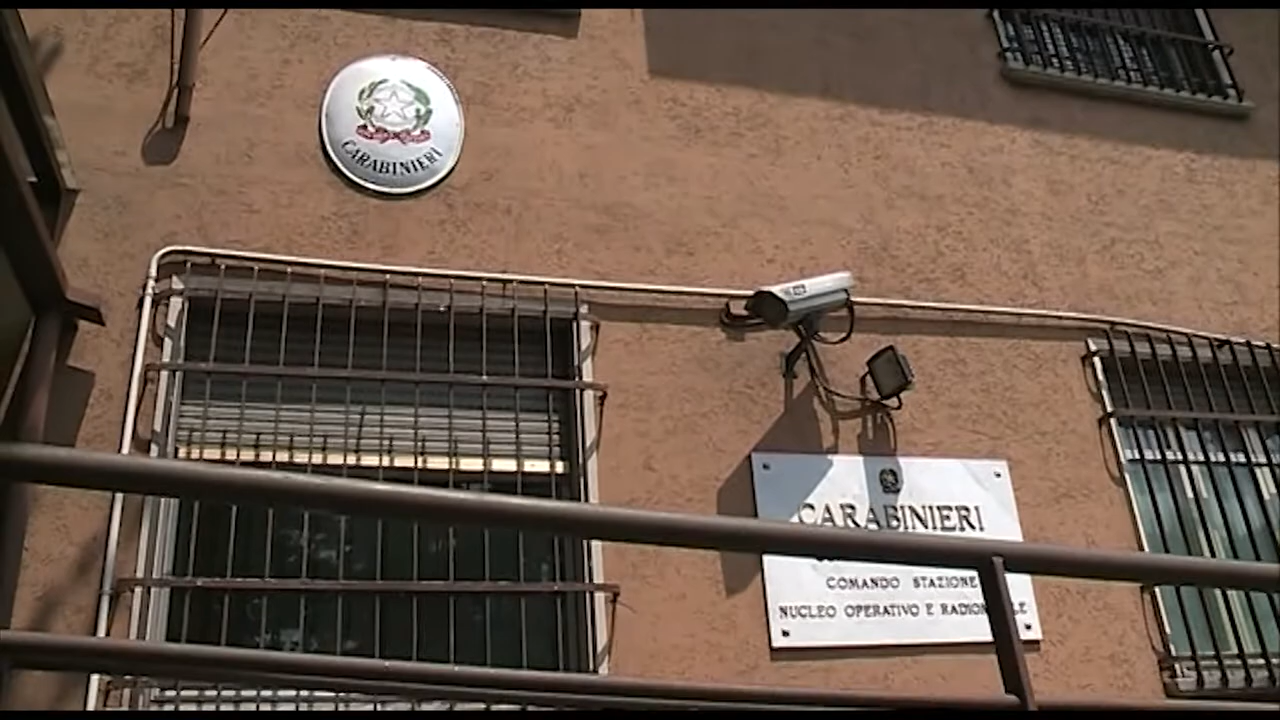 CARABINIERI
CARABINIERI
COMANDO STAZIONE
NUCLEO OPERATIVO E